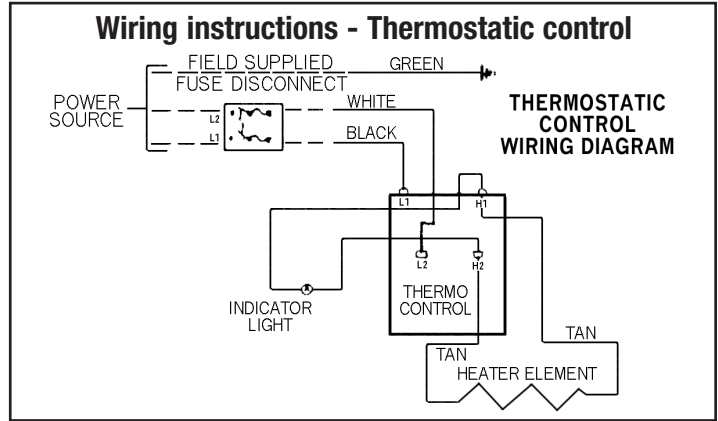 Wiring instructions - Thermostatic control
FIELD SUPPLIED
GREEN
FUSE DISCONNECT
POWER
SOURCE
WHITE
L2
L1
BLACK
THERMOSTATIC
CONTROL
WIRING DIAGRAM
L1
H1
L2
H2
THERMO
CONTROL
INDICATOR
LIGHT
TAN
TAN
HEATER ELEMENT